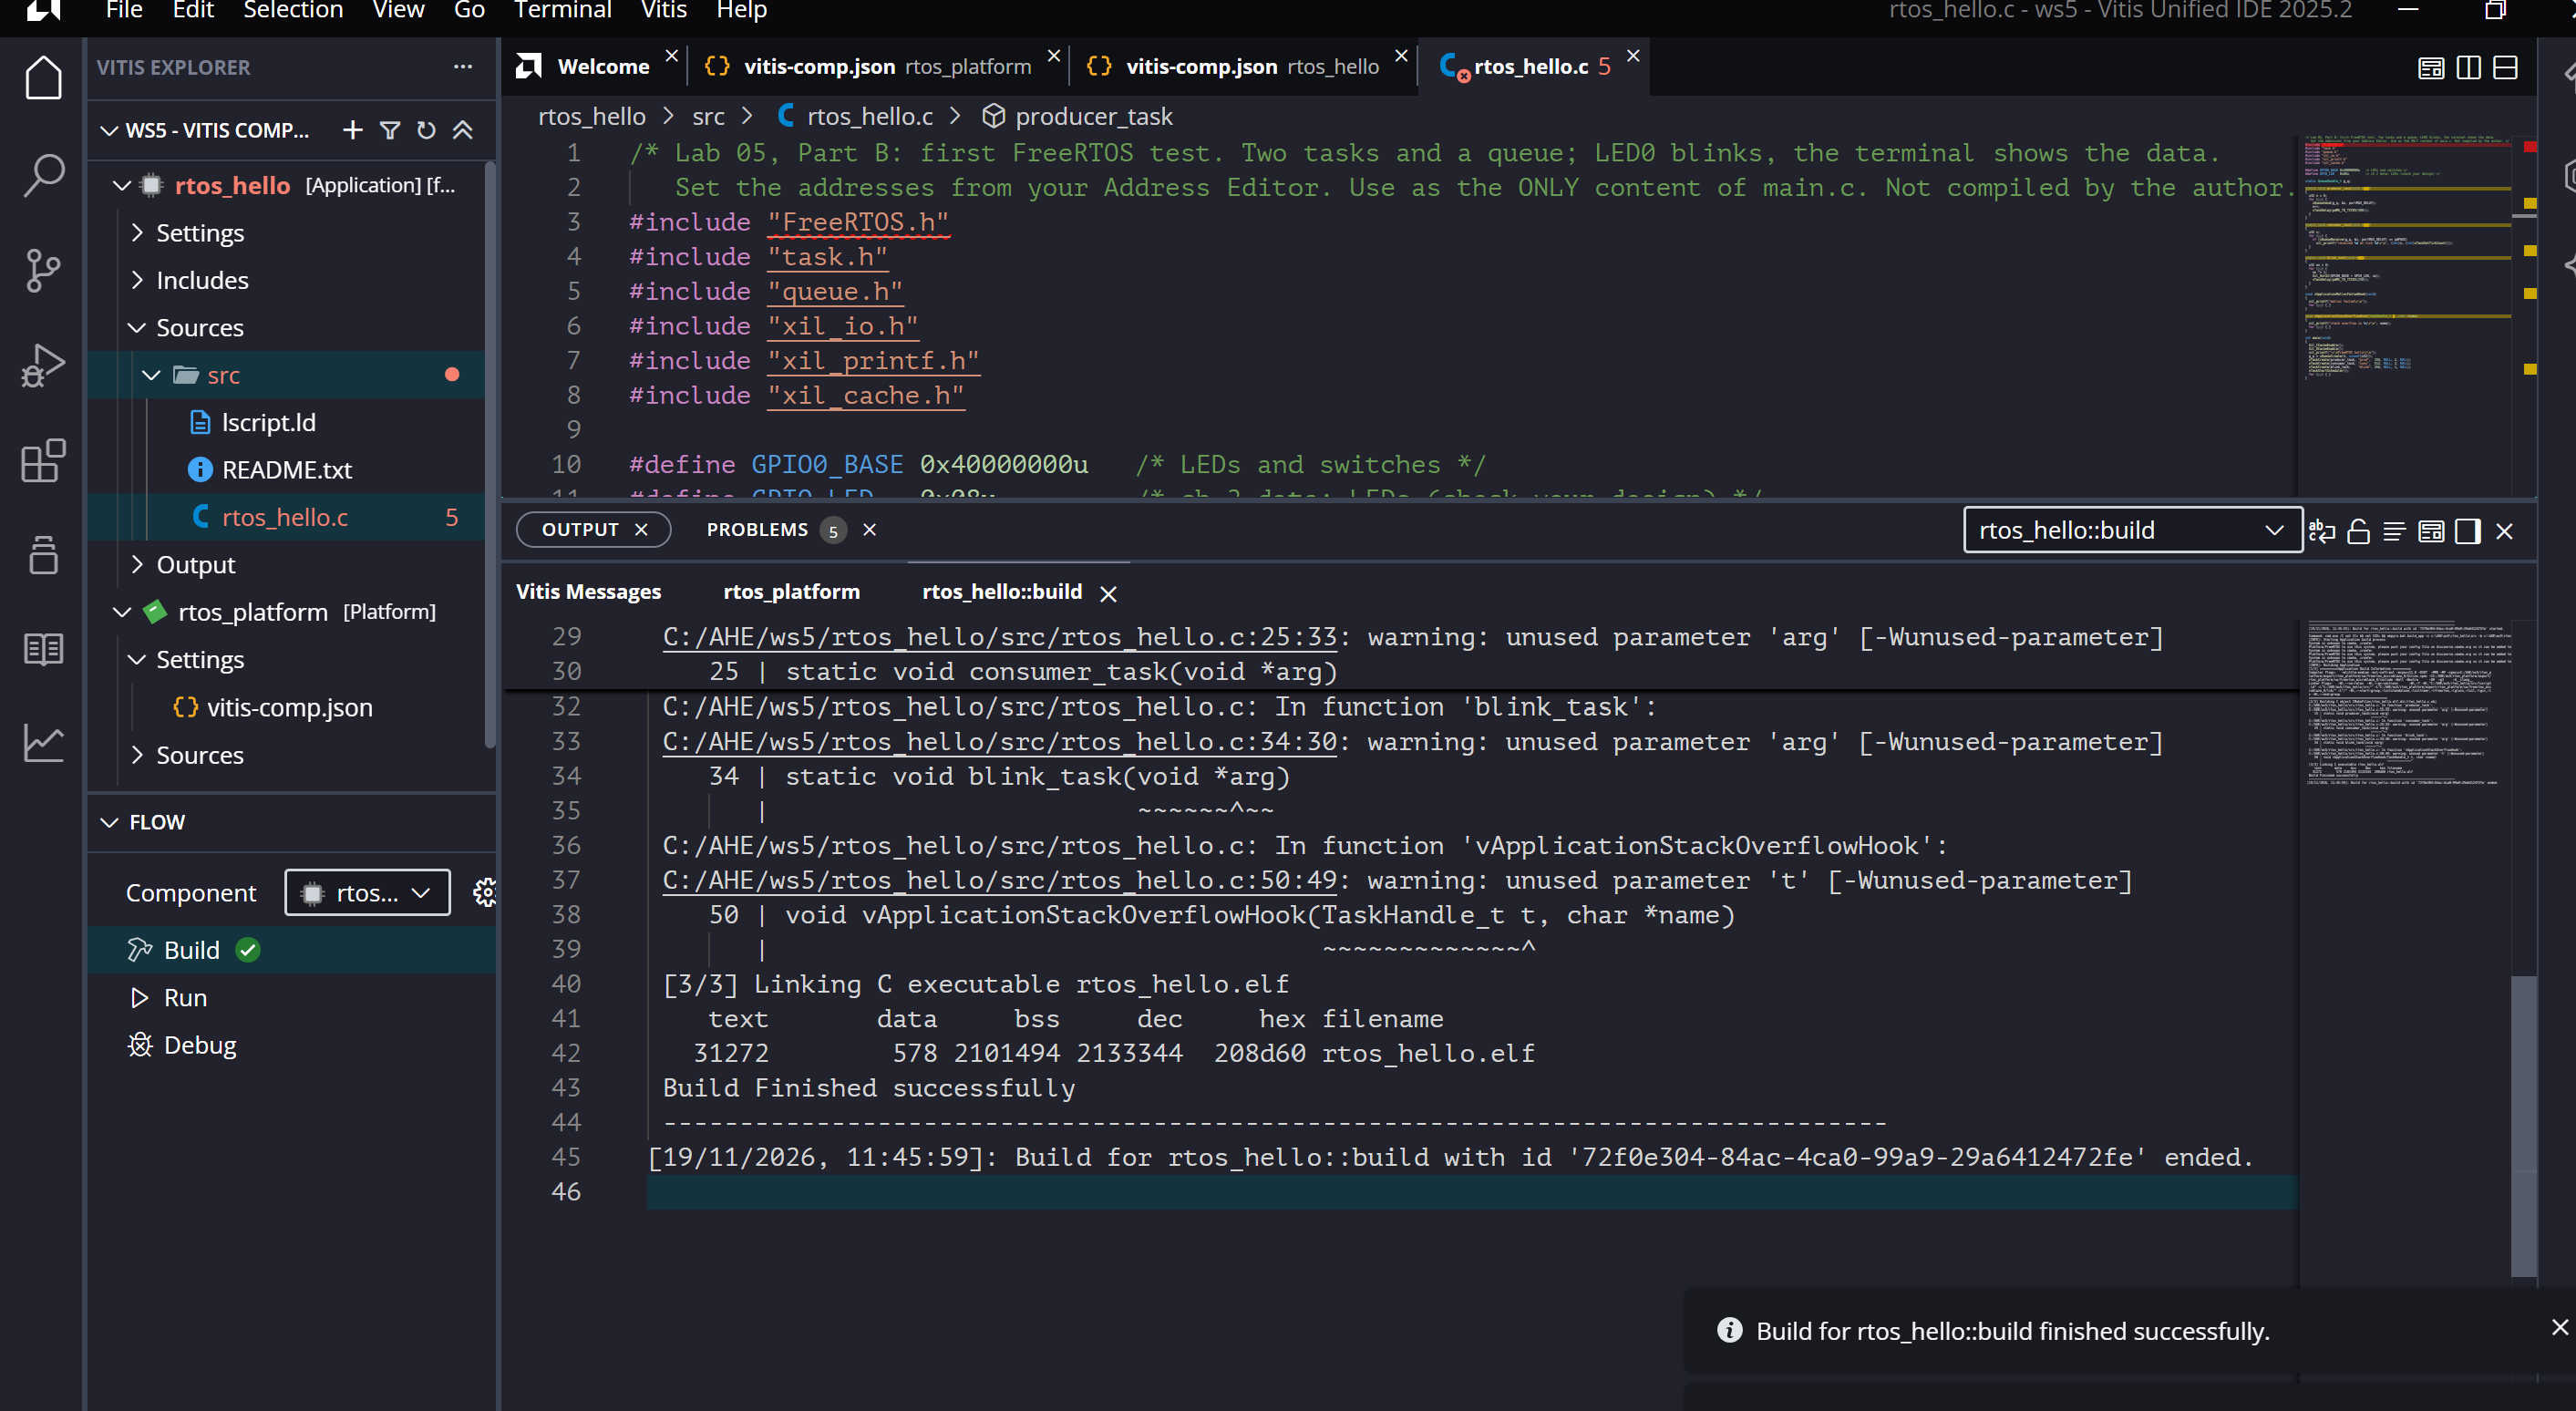 File Edit Selection View Go Terminal Vitis Help
rtos_hello.c - ws5 - Vitis Unified IDE 2025.2
VITIS EXPLORER
WS5 - VITIS COMP...
rtos_hello [Application] [f...
Settings
Includes
Sources
src
lscript.ld
README.txt
rtos_hello.c 5
Output
rtos_platform [Platform]
Settings
vitis-comp.json
Sources
FLOW
Component rtos...
Build
Run
Debug
Welcome
vitis-comp.json rtos_platform
vitis-comp.json rtos_hello
rtos_hello.c 5
rtos_hello > src > rtos_hello.c > producer_task
1 /* Lab 05, Part B: first FreeRTOS test. Two tasks and a queue; LED0 blinks, the terminal shows the data.
2 Set the addresses from your Address Editor. Use as the ONLY content of main.c. Not compiled by the author.
3 #include "FreeRTOS.h"
4 #include "task.h"
5 #include "queue.h"
6 #include "xil_io.h"
7 #include "xil_printf.h"
8 #include "xil_cache.h"
9
10 #define GPIO0_BASE 0x40000000u /* LEDs and switches */
11 #define GPIO_LED 0x08u /* ch 2 data: LEDs (check your design) */
OUTPUT
PROBLEMS 5
rtos_hello::build
Vitis Messages rtos_platform rtos_hello::build
29 C:/AHE/ws5/rtos_hello/src/rtos_hello.c:25:33: warning: unused parameter 'arg' [-Wunused-parameter]
30 25 | static void consumer_task(void *arg)
32 C:/AHE/ws5/rtos_hello/src/rtos_hello.c: In function 'blink_task':
33 C:/AHE/ws5/rtos_hello/src/rtos_hello.c:34:30: warning: unused parameter 'arg' [-Wunused-parameter]
34 34 | static void blink_task(void *arg)
35 | ~~~~~~^~~
36 C:/AHE/ws5/rtos_hello/src/rtos_hello.c: In function 'vApplicationStackOverflowHook':
37 C:/AHE/ws5/rtos_hello/src/rtos_hello.c:50:49: warning: unused parameter 't' [-Wunused-parameter]
38 50 | void vApplicationStackOverflowHook(TaskHandle_t t, char *name)
39 | ~~~~~~~~~~~~~^
40 [3/3] Linking C executable rtos_hello.elf
41 text data bss dec hex filename
42 31272 578 2101494 2133344 208d60 rtos_hello.elf
43 Build Finished successfully
44 --------------------------------------------------------------------------------
45 [19/11/2026, 11:45:59]: Build for rtos_hello::build with id '72f0e304-84ac-4ca0-99a9-29a6412472fe' ended.
46
Build for rtos_hello::build finished successfully.